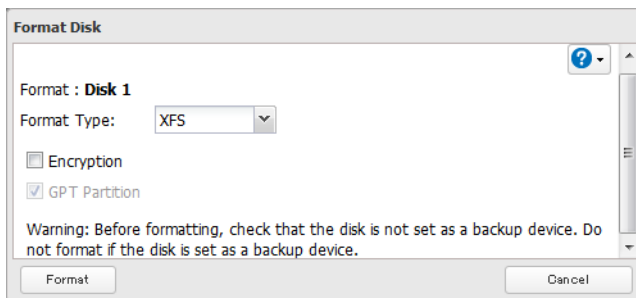 Format Disk
?
Format : Disk 1
Format Type: XFS
Encryption
GPT Partition
Warning: Before formatting, check that the disk is not set as a backup device. Do
not format if the disk is set as a backup device.
Format Cancel